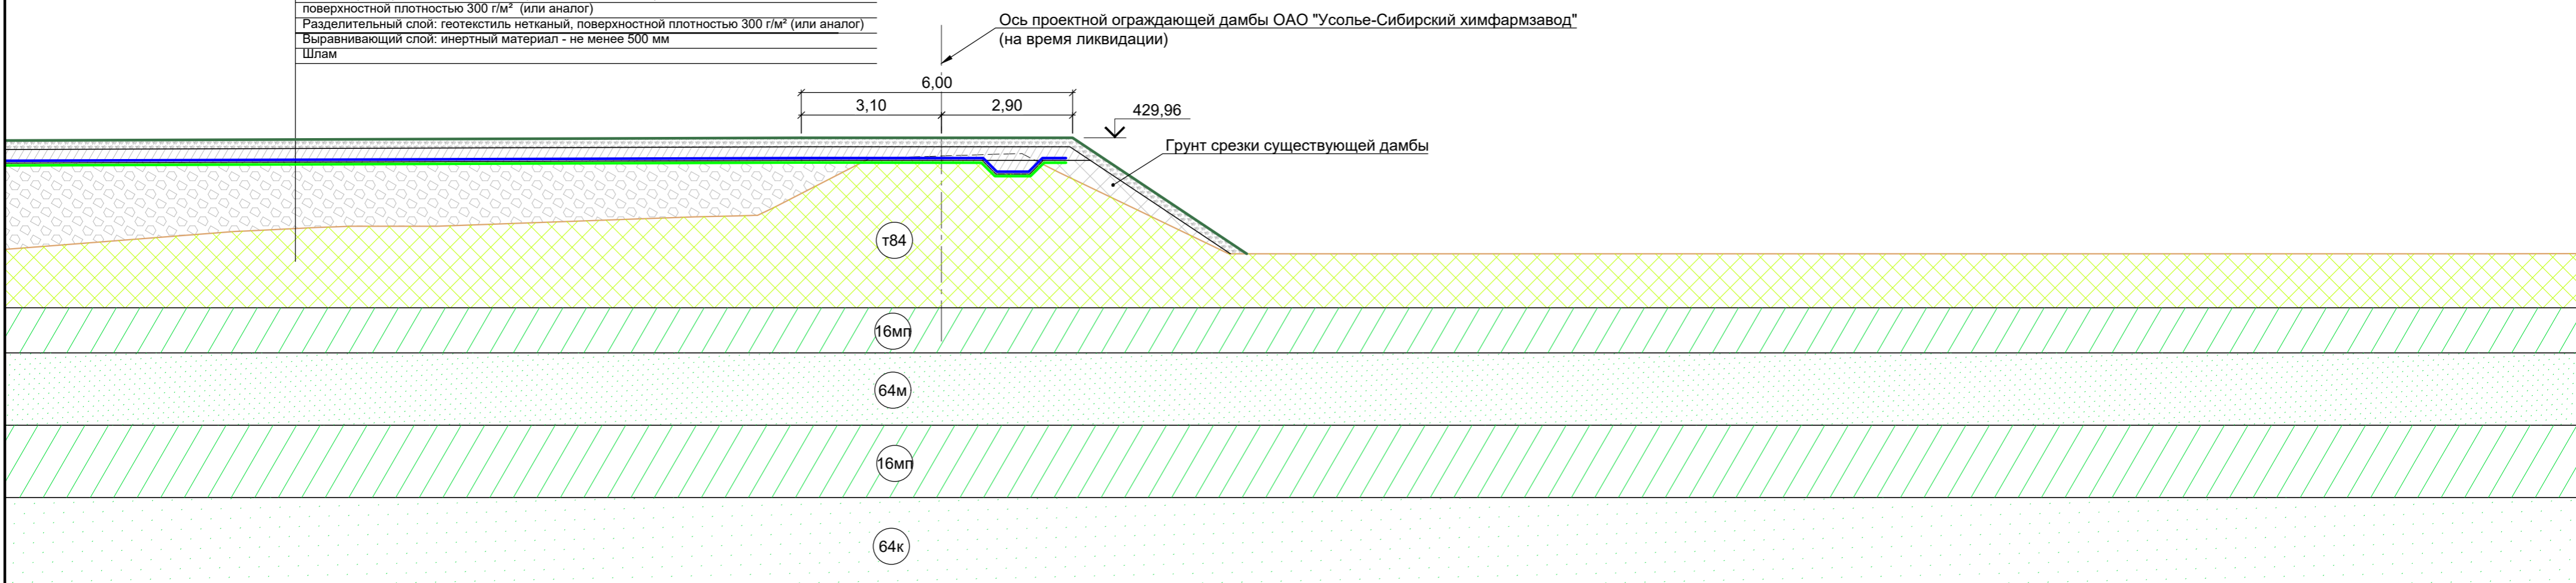 поверхностной плотностью 300 г/м² (или аналог)
Разделительный слой: геотекстиль нетканый, поверхностной плотностью 300 г/м² (или аналог)
Выравнивающий слой: инертный материал - не менее 500 мм
Шлам
Ось проектной ограждающей дамбы ОАО "Усолье-Сибирский химфармзавод"
(на время ликвидации)
6,00
3,10
2,90
429,96
Грунт срезки существующей дамбы
т84
16мп
64м
16мп
64к